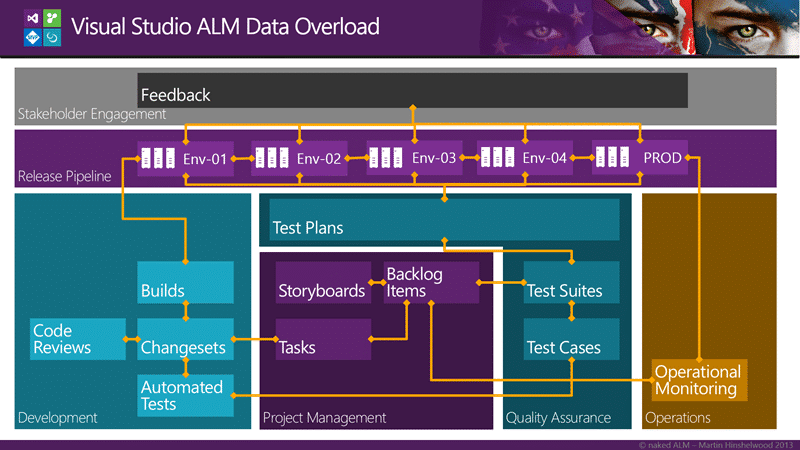 Visual Studio ALM Data Overload
MVP
Feedback
Stakeholder Engagement
Env-01
Env-02
Env-03
Env-04
PROD
Release Pipeline
Test Plans
Builds
Storyboards
Backlog
Items
Test Suites
Code
Reviews
Changesets
Tasks
Test Cases
Automated
Tests
Operational
Monitoring
Development
Project Management
Quality Assurance
Operations
© naked ALM – Martin Hinshelwood 2013